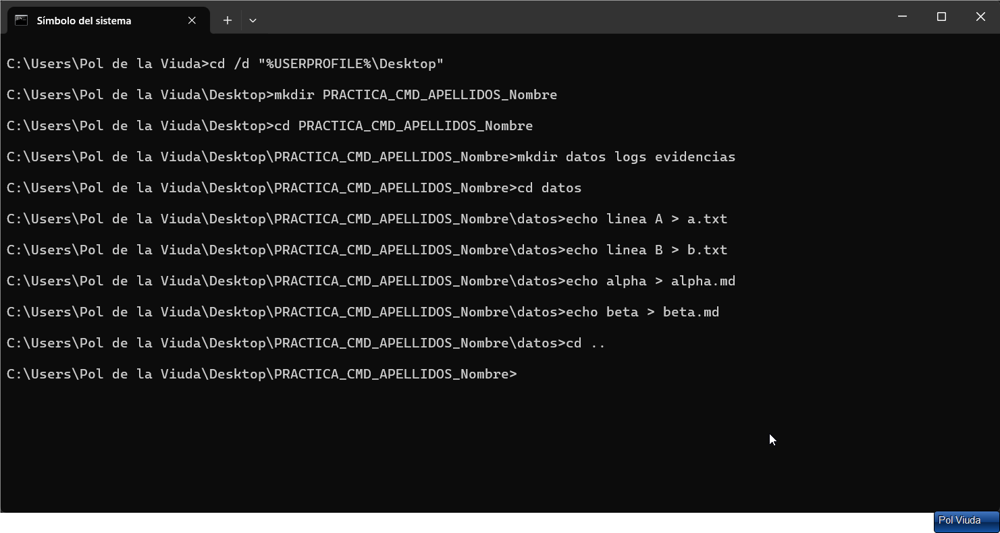 Símbolo del sistema
C:\Users\Pol de la Viuda>cd /d "%USERPROFILE%\Desktop"
C:\Users\Pol de la Viuda\Desktop>mkdir PRACTICA_CMD_APELLIDOS_Nombre
C:\Users\Pol de la Viuda\Desktop>cd PRACTICA_CMD_APELLIDOS_Nombre
C:\Users\Pol de la Viuda\Desktop\PRACTICA_CMD_APELLIDOS_Nombre>mkdir datos logs evidencias
C:\Users\Pol de la Viuda\Desktop\PRACTICA_CMD_APELLIDOS_Nombre>cd datos
C:\Users\Pol de la Viuda\Desktop\PRACTICA_CMD_APELLIDOS_Nombre\datos>echo linea A > a.txt
C:\Users\Pol de la Viuda\Desktop\PRACTICA_CMD_APELLIDOS_Nombre\datos>echo linea B > b.txt
C:\Users\Pol de la Viuda\Desktop\PRACTICA_CMD_APELLIDOS_Nombre\datos>echo alpha > alpha.md
C:\Users\Pol de la Viuda\Desktop\PRACTICA_CMD_APELLIDOS_Nombre\datos>echo beta > beta.md
C:\Users\Pol de la Viuda\Desktop\PRACTICA_CMD_APELLIDOS_Nombre\datos>cd ..
C:\Users\Pol de la Viuda\Desktop\PRACTICA_CMD_APELLIDOS_Nombre>
Pol Viuda